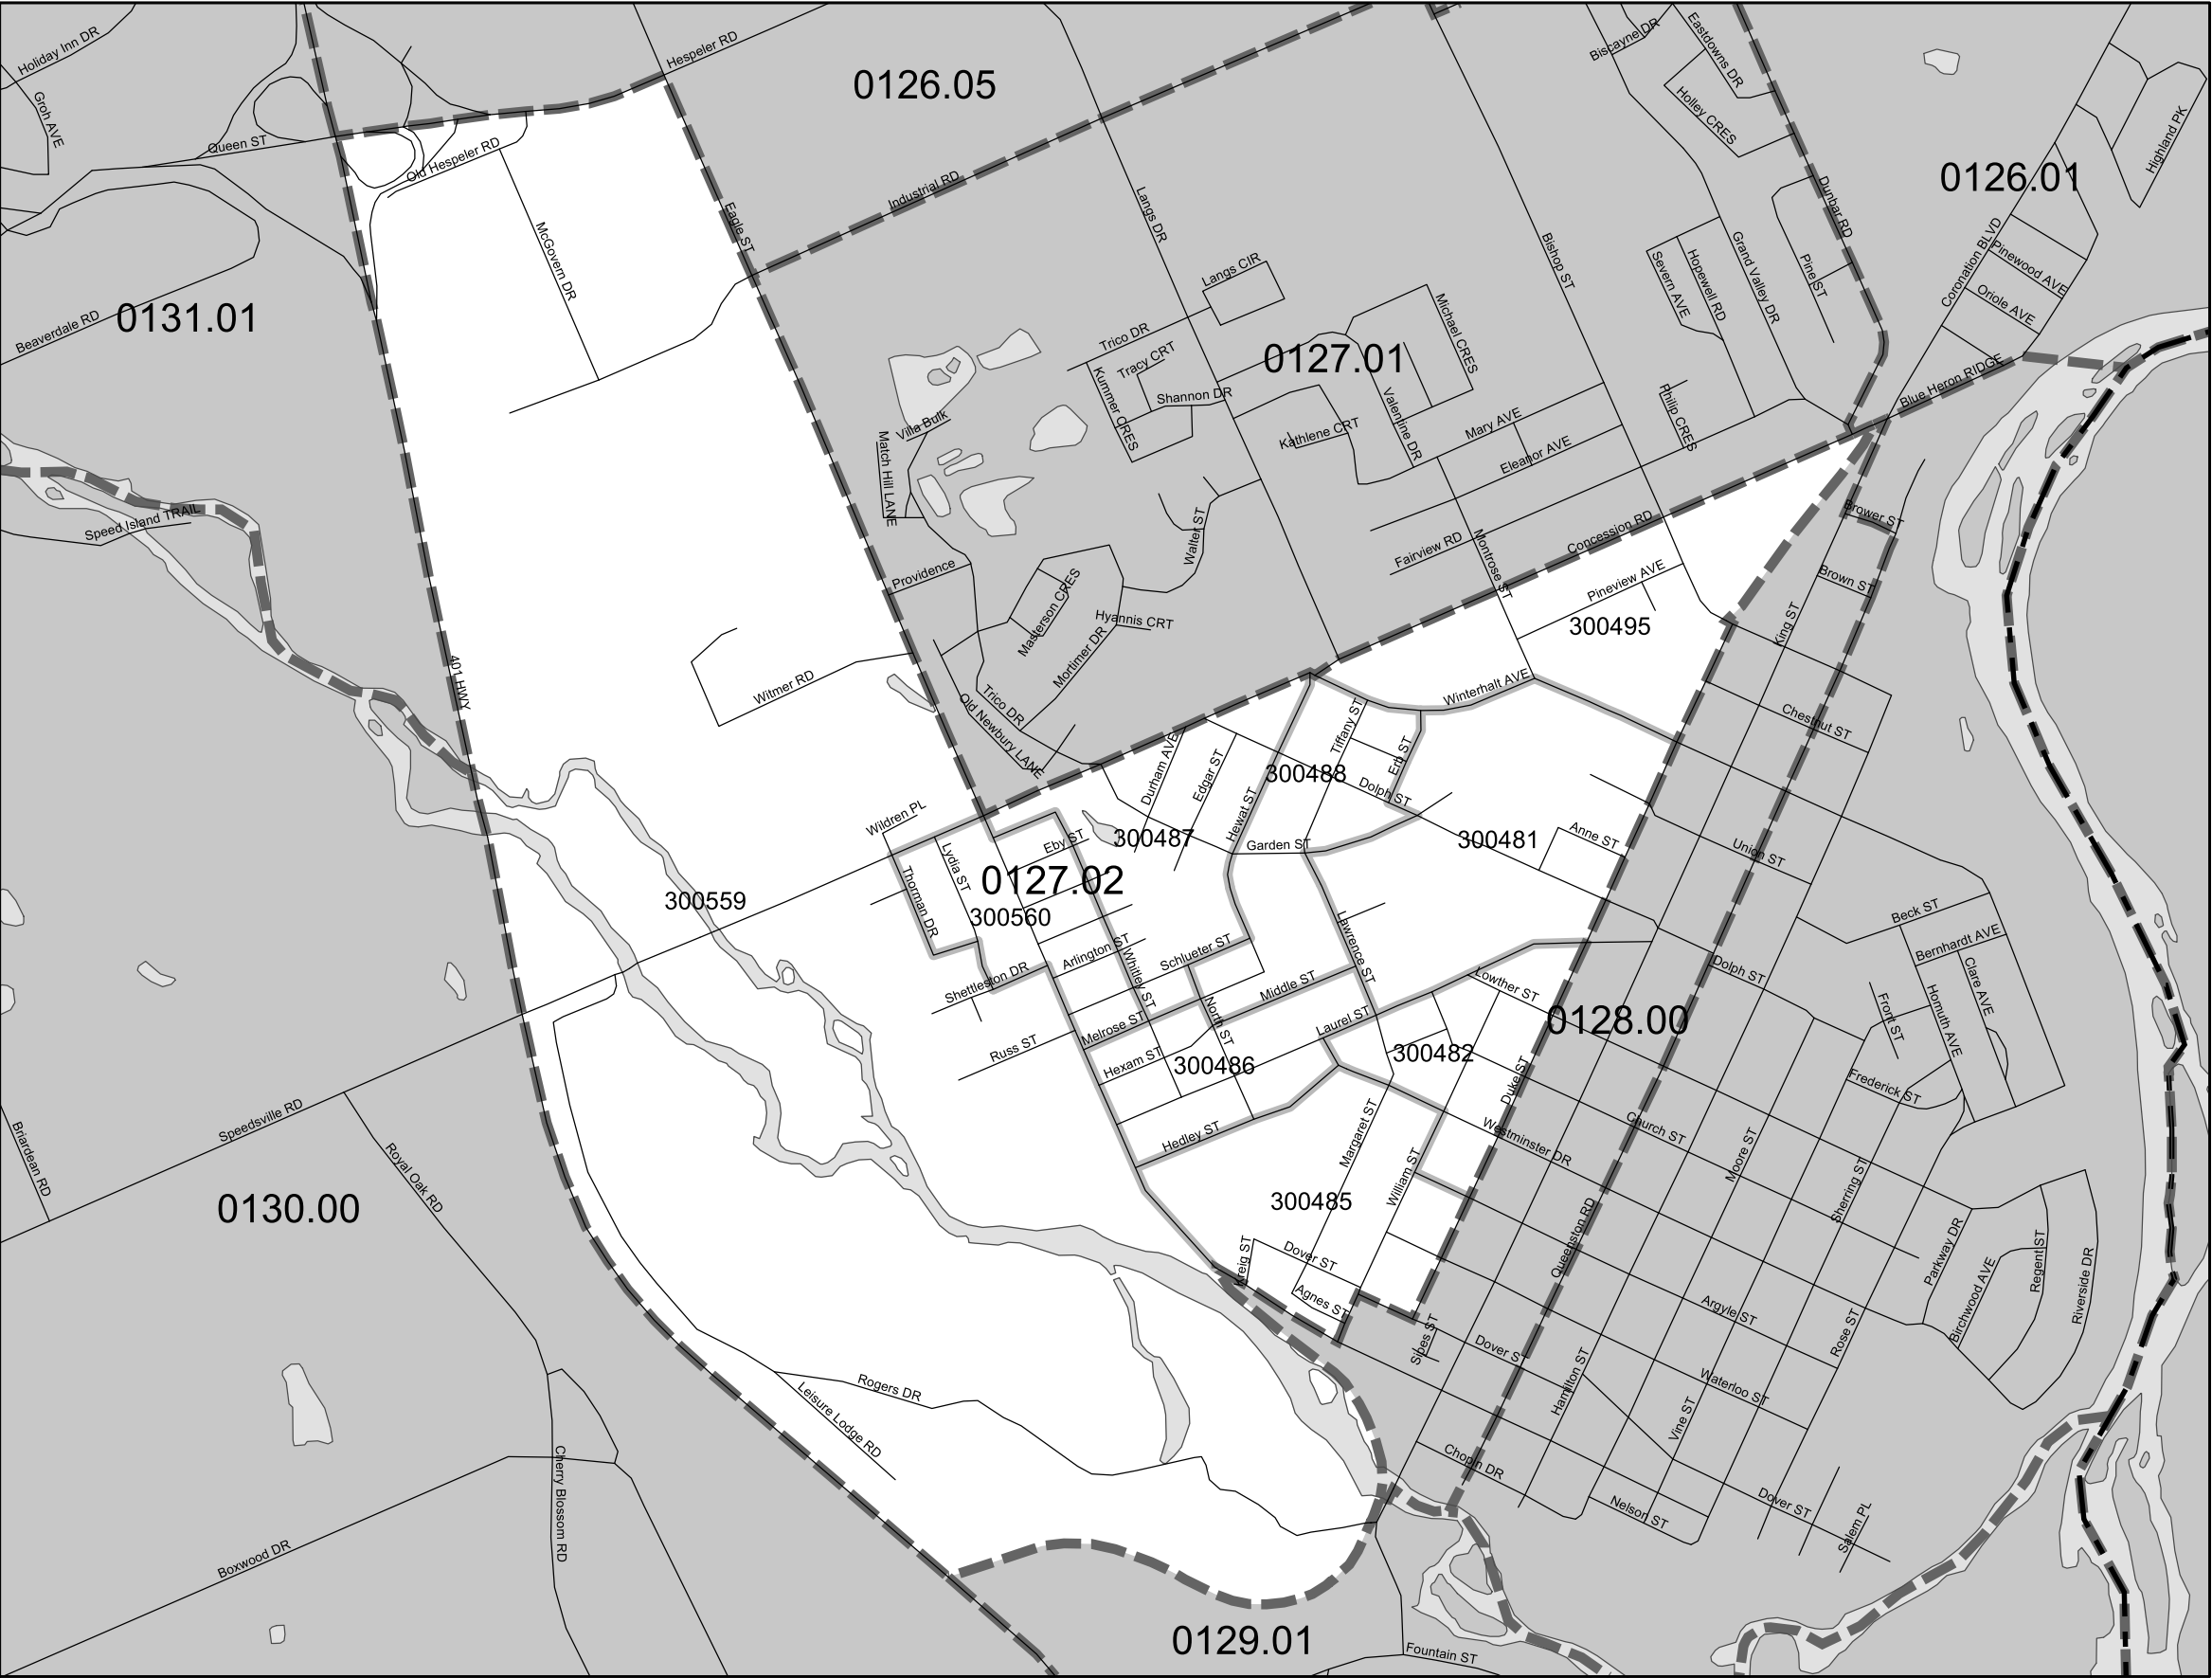 Holiday Inn DR
Groh AVE
Queen ST
Hespeler RD
Old Hespeler RD
McGovern DR
Eagle ST
0126.05
Industrial RD
Langs DR
Biscayne DR
Eastdowns DR
Holley CRES
Dunbar RD
0126.01
Highland PK
Coronation BLVD
Pinewood AVE
Oriole AVE
Blue Heron RIDGE
Bishop ST
Severn AVE
Hopewell RD
Grand Valley DR
Pine ST
Philip CRES
Beaverdale RD
0131.01
Langs CIR
Trico DR
Tracy CRT
Kummer CRES
Shannon DR
0127.01
Michael CRES
Valentine DR
Kathlene CRT
Mary AVE
Eleanor AVE
Villa Bulk
Match Hill LANE
Speed Island TRAIL
Walter ST
Fairview RD
Concession RD
Montrose ST
Pineview AVE
300495
Brower ST
Brown ST
King ST
Providence
Masterson CRES
Hyannis CRT
Mortimer DR
Trico DR
Old Newbury LANE
401 HWY
Witmer RD
Winterhalt AVE
Chestnut ST
Durham AVE
Edgar ST
Tiffany ST
Erb ST
300488
Dolph ST
Hewat ST
Wildren PL
Lydia ST
Thorman DR
Eby ST
300487
Garden ST
300481
Anne ST
Union ST
0127.02
300559
300560
Beck ST
Bernhardt AVE
Clare AVE
Homuth AVE
Front ST
Frederick ST
Dolph ST
Arlington ST
Whitley ST
Schlueter ST
Lawrence ST
Shettleston DR
Middle ST
Lowther ST
North ST
Melrose ST
Laurel ST
0128.00
Russ ST
Hexam ST
300486
300482
Duke ST
Church ST
Moore ST
Sherring ST
Hedley ST
Margaret ST
Westminster DR
William ST
300485
Queenston RD
Speedsville RD
Briardean RD
Royal Oak RD
0130.00
Kreig ST
Dover ST
Agnes ST
Sibes ST
Dover ST
Argyle ST
Rose ST
Waterloo ST
Parkway DR
Birchwood AVE
Regent ST
Riverside DR
Hamilton ST
Vine ST
Rogers DR
Leisure Lodge RD
Chopin DR
Nelson ST
Dover ST
Salem PL
Cherry Blossom RD
Boxwood DR
0129.01
Fountain ST